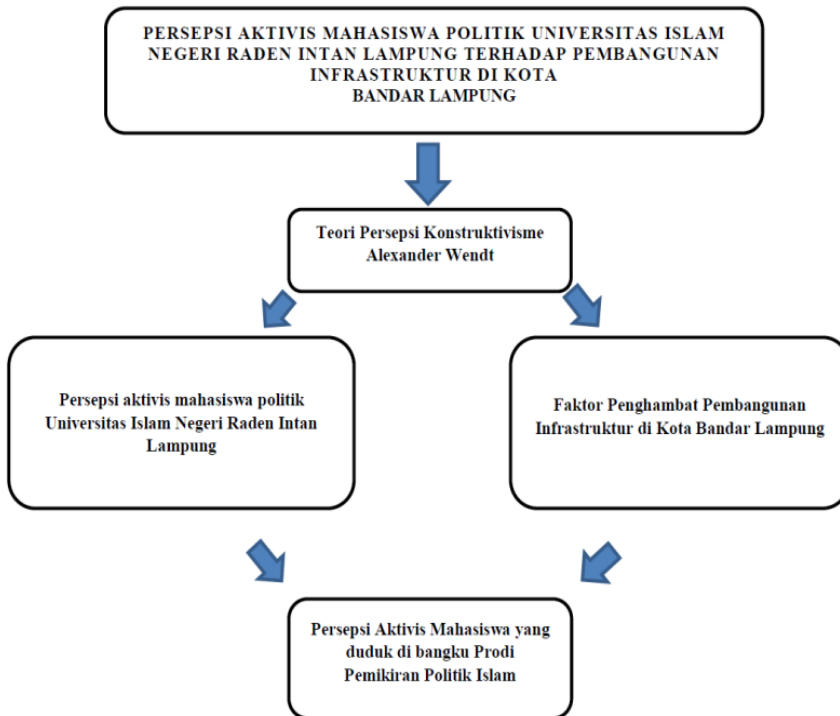 PERSEPSI AKTIVIS MAHASISWA POLITIK UNIVERSITAS ISLAM
NEGERI RADEN INTAN LAMPUNG TERHADAP PEMBANGUNAN
INFRASTRUKTUR DI KOTA
BANDAR LAMPUNG
Teori Persepsi Konstruktivisme
Alexander Wendt
Persepsi aktivis mahasiswa politik
Universitas Islam Negeri Raden Intan
Lampung
Faktor Penghambat Pembangunan
Infrastruktur di Kota Bandar Lampung
Persepsi Aktivis Mahasiswa yang
duduk di bangku Prodi
Pemikiran Politik Islam